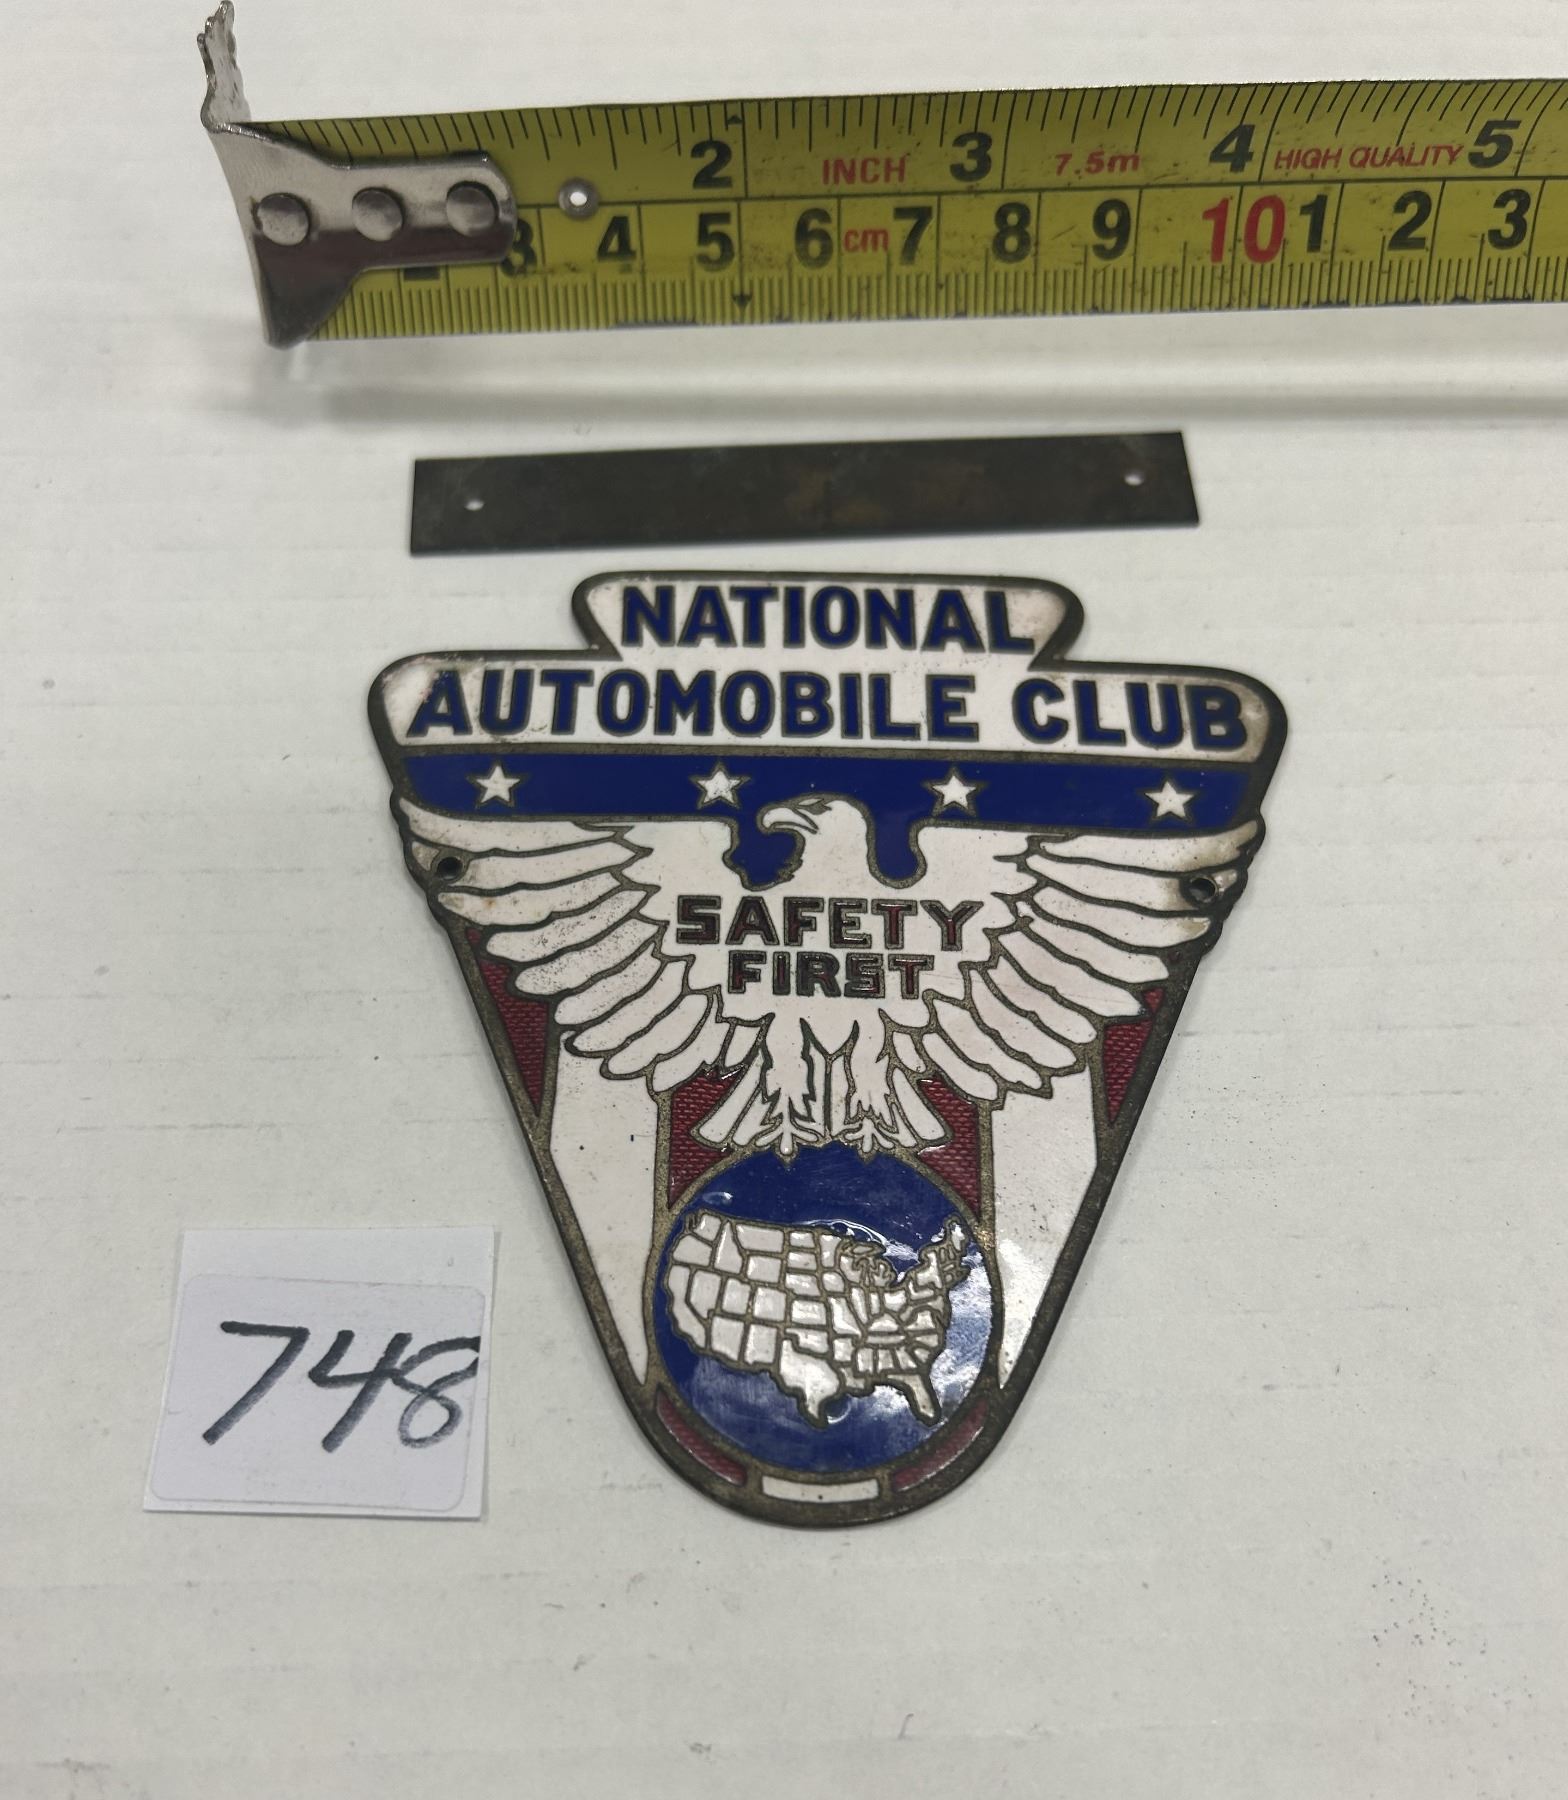 2 INCH 3 7.5m 4 HIGH QUALITY 5
3 4 5 6 cm 7 8 9 10 1 2 3
NATIONAL
AUTOMOBILE CLUB
SAFETY
FIRST
748